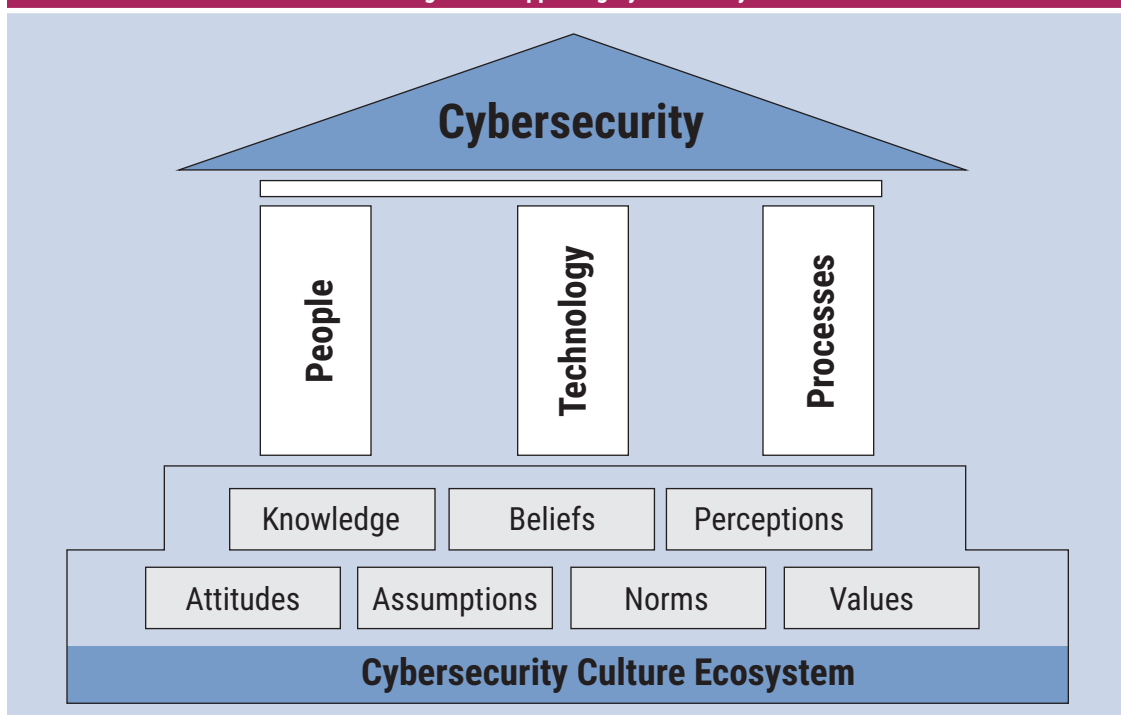 Cybersecurity
People
Technology
Processes
Knowledge
Beliefs
Perceptions
Attitudes
Assumptions
Norms
Values
Cybersecurity Culture Ecosystem